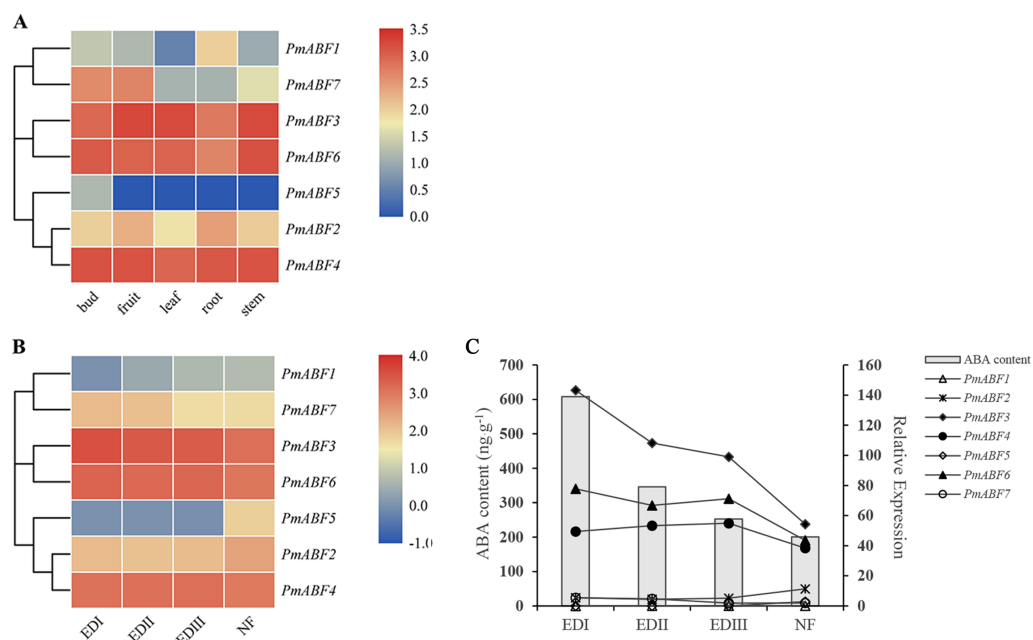 A
PmABF1
PmABF7
PmABF3
PmABF6
PmABF5
PmABF2
PmABF4
bud fruit leaf root stem
3.5
3.0
2.5
2.0
1.5
1.0
0.5
0.0
B
PmABF1
PmABF7
PmABF3
PmABF6
PmABF5
PmABF2
PmABF4
EDI EDII EDIII NF
4.0
3.0
2.0
1.0
0.0
-1.0
C
ABA content (ng g-1)
700
600
500
400
300
200
100
0
EDI EDII EDIII NF
160
140
120
100
80
60
40
20
0
Relative Expression
ABA content
PmABF1
PmABF2
PmABF3
PmABF4
PmABF5
PmABF6
PmABF7